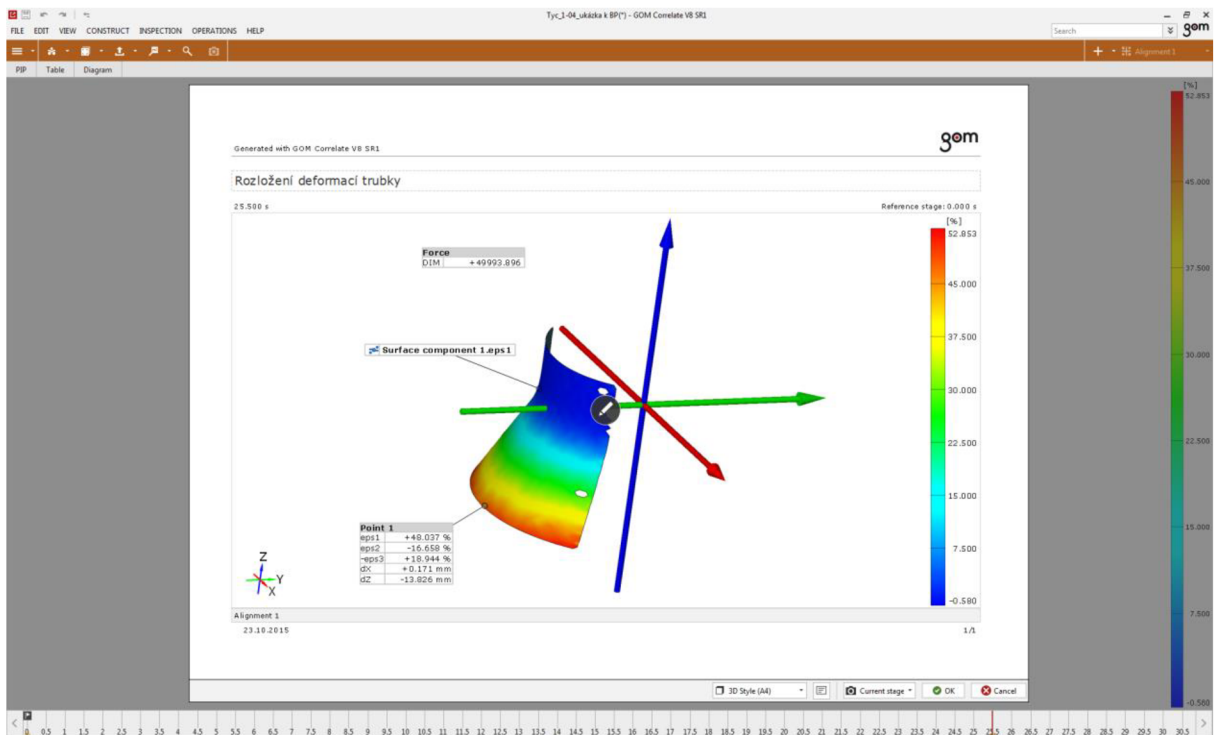 Tyc_1-04_ukázka k BP(*) - GOM Correlate V8 SR1
FILE EDIT VIEW CONSTRUCT INSPECTION OPERATIONS HELP
Search
gom
Alignment 1
PIP Table Diagram
[%]
52.853
45.000
37.500
30.000
22.500
15.000
7.500
-0.580
gom
Generated with GOM Correlate V8 SR1
Rozložení deformací trubky
25.500 s
Reference stage: 0.000 s
[%]
52.853
45.000
37.500
30.000
22.500
15.000
7.500
-0.580
Force
DIM +49993.896
Surface component 1.eps1
Point 1
eps1 +48.037 %
eps2 -16.658 %
-eps3 +18.944 %
dX +0.171 mm
dZ -13.826 mm
Z
Y
X
Alignment 1
23.10.2015
1/1
3D Style (A4)
Current stage
OK
Cancel
0 0.5 1 1.5 2 2.5 3 3.5 4 4.5 5 5.5 6 6.5 7 7.5 8 8.5 9 9.5 10 10.5 11 11.5 12 12.5 13 13.5 14 14.5 15 15.5 16 16.5 17 17.5 18 18.5 19 19.5 20 20.5 21 21.5 22 22.5 23 23.5 24 24.5 25 25.5 26 26.5 27 27.5 28 28.5 29 29.5 30 30.5